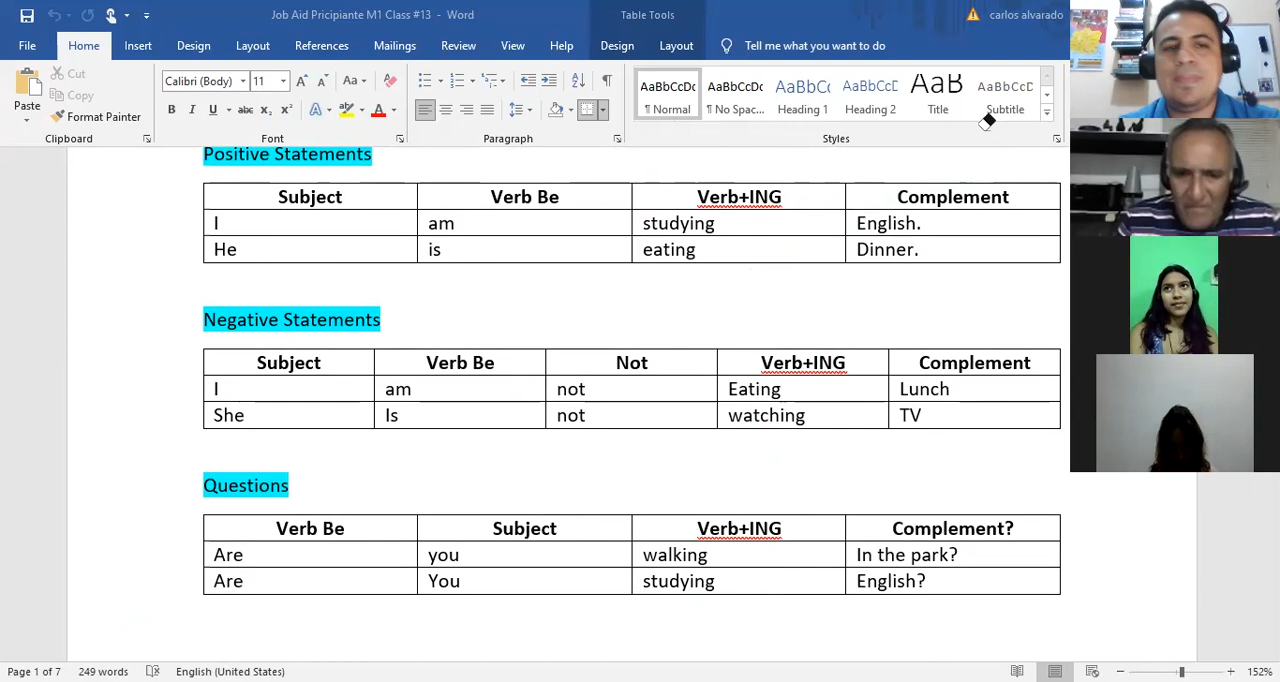 Job Aid Pricipiante M1 Class #13 - Word
Table Tools
carlos alvarado
File Home Insert Design Layout References Mailings Review View Help Design Layout Tell me what you want to do
Paste
Cut
Copy
Format Painter
Clipboard
Calibri (Body) 11
Font
Paragraph
AaBbCcDc AaBbCcDc AaBbCc AaBbCcD AaB AaBbCcD
¶ Normal ¶ No Spac... Heading 1 Heading 2 Title Subtitle
Styles
Positive Statements
Subject Verb Be Verb+ING Complement
I am studying English.
He is eating Dinner.
Negative Statements
Subject Verb Be Not Verb+ING Complement
I am not Eating Lunch
She Is not watching TV
Questions
Verb Be Subject Verb+ING Complement?
Are you walking In the park?
Are You studying English?
Page 1 of 7 249 words English (United States) 152%